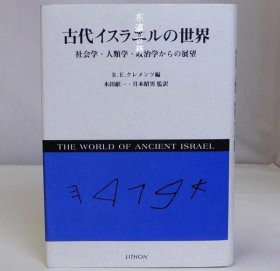 古代イスラエルの世界
社会学・人類学・政治学からの展望
R.E.クレメンツ編
木田献一・月本昭男 監訳
THE WORLD OF ANCIENT ISRAEL
LITHON